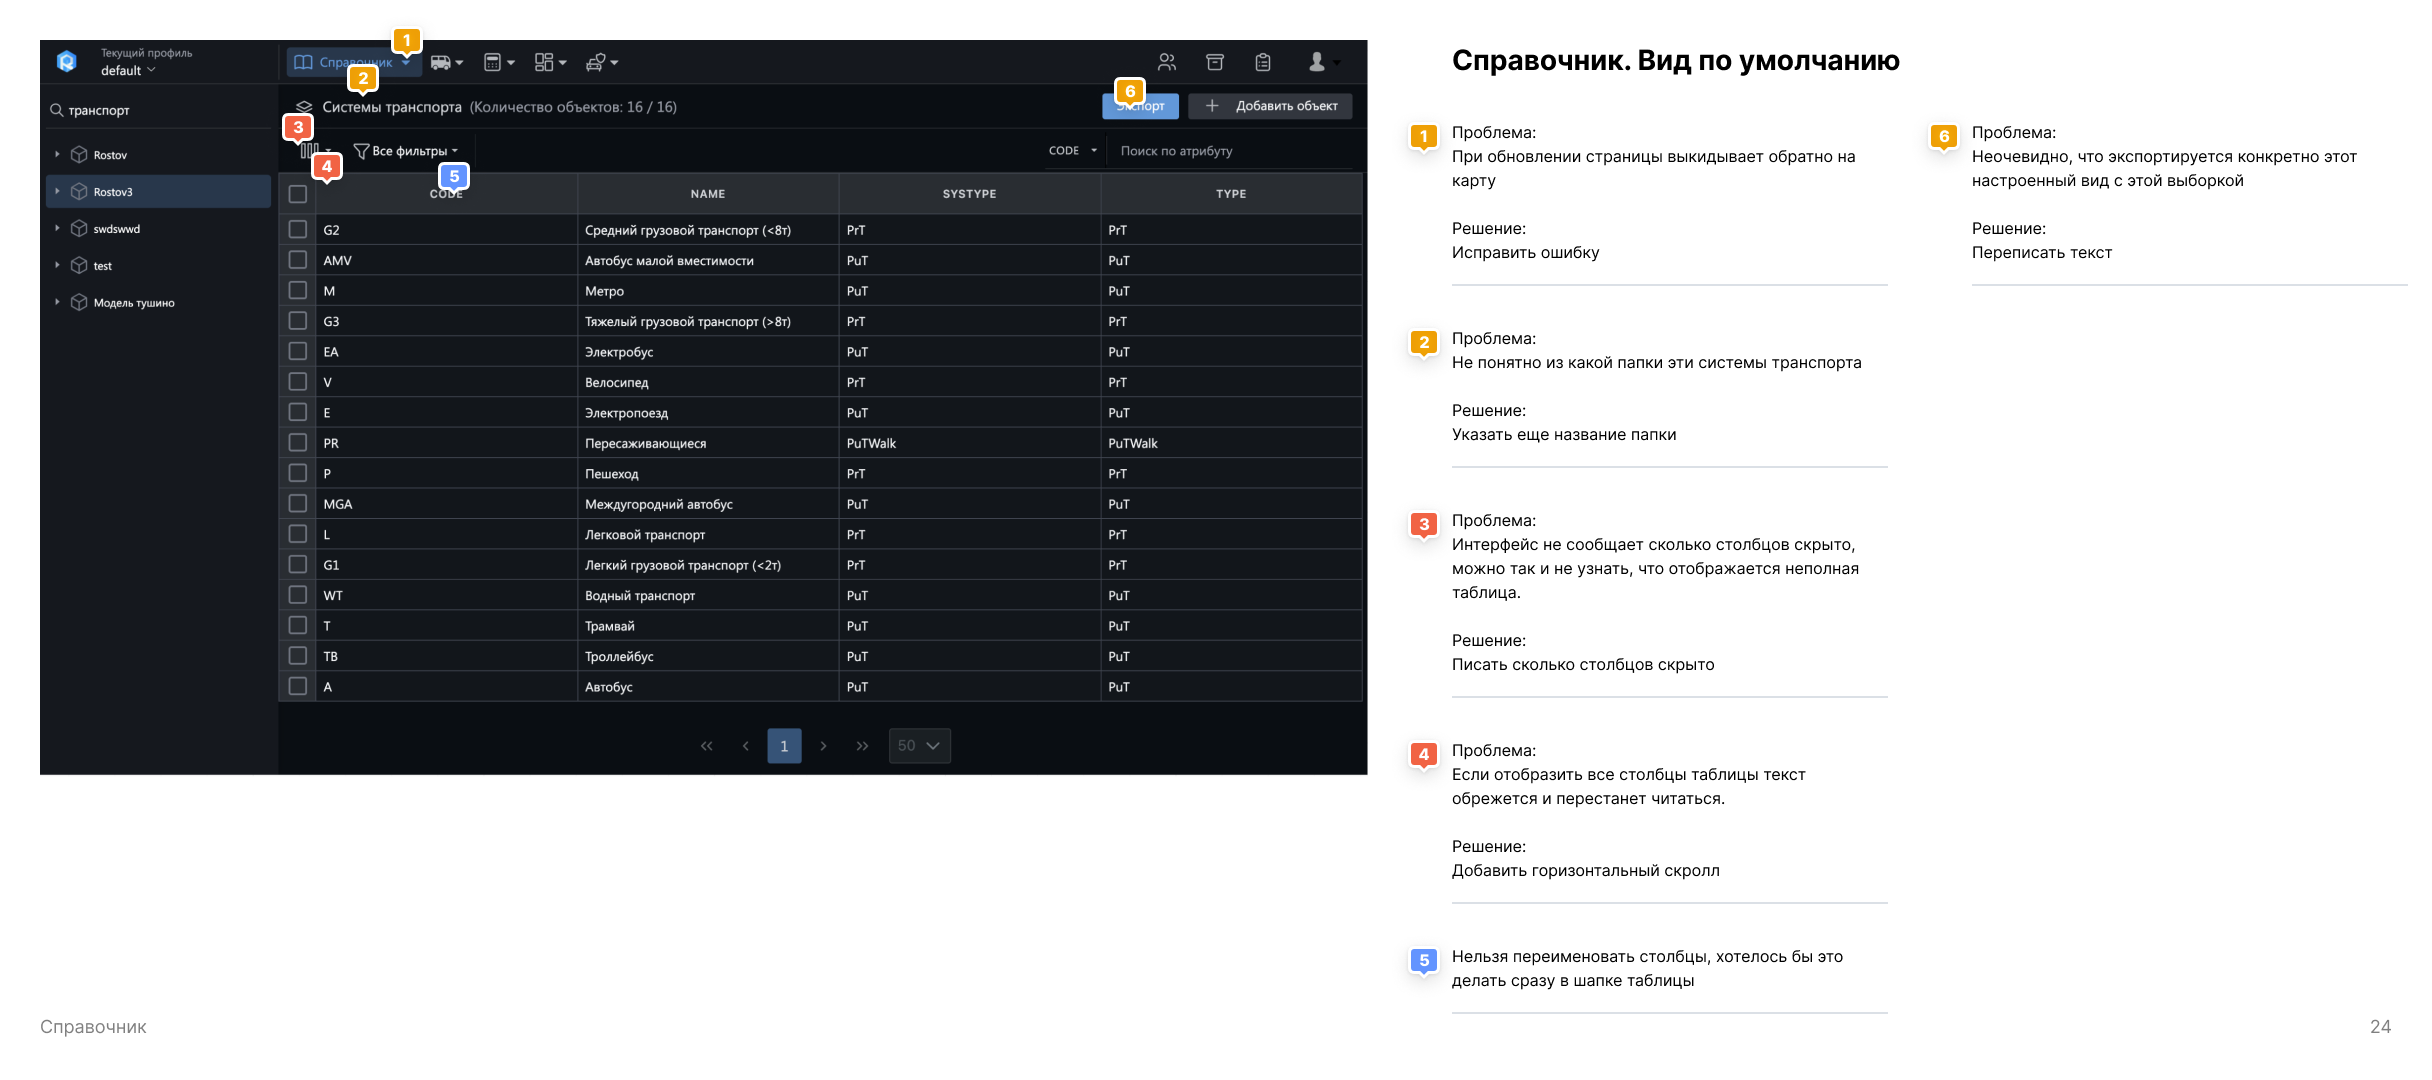 Текущий профиль
default
Справочник
1
2
транспорт
Rostov
Rostov3
swdswwd
test
Модель тушино
Системы транспорта (Количество объектов: 16 / 16)
6
Экспорт
+ Добавить объект
3
4
Все фильтры
5
CODE
Поиск по атрибуту
CODE NAME SYSTYPE TYPE
G2 Средний грузовой транспорт (<8т) PrT PrT
AMV Автобус малой вместимости PuT PuT
M Метро PuT PuT
G3 Тяжелый грузовой транспорт (>8т) PrT PrT
EA Электробус PuT PuT
V Велосипед PrT PrT
E Электропоезд PuT PuT
PR Пересаживающиеся PuTWalk PuTWalk
P Пешеход PrT PrT
MGA Междугородний автобус PuT PuT
L Легковой транспорт PrT PrT
G1 Легкий грузовой транспорт (<2т) PrT PrT
WT Водный транспорт PuT PuT
T Трамвай PuT PuT
TB Троллейбус PuT PuT
A Автобус PuT PuT
1
50
Справочник. Вид по умолчанию
1
Проблема:
При обновлении страницы выкидывает обратно на
карту
Решение:
Исправить ошибку
2
Проблема:
Не понятно из какой папки эти системы транспорта
Решение:
Указать еще название папки
3
Проблема:
Интерфейс не сообщает сколько столбцов скрыто,
можно так и не узнать, что отображается неполная
таблица.
Решение:
Писать сколько столбцов скрыто
4
Проблема:
Если отобразить все столбцы таблицы текст
обрежется и перестанет читаться.
Решение:
Добавить горизонтальный скролл
5
Нельзя переименовать столбцы, хотелось бы это
делать сразу в шапке таблицы
6
Проблема:
Неочевидно, что экспортируется конкретно этот
настроенный вид с этой выборкой
Решение:
Переписать текст
Справочник
24